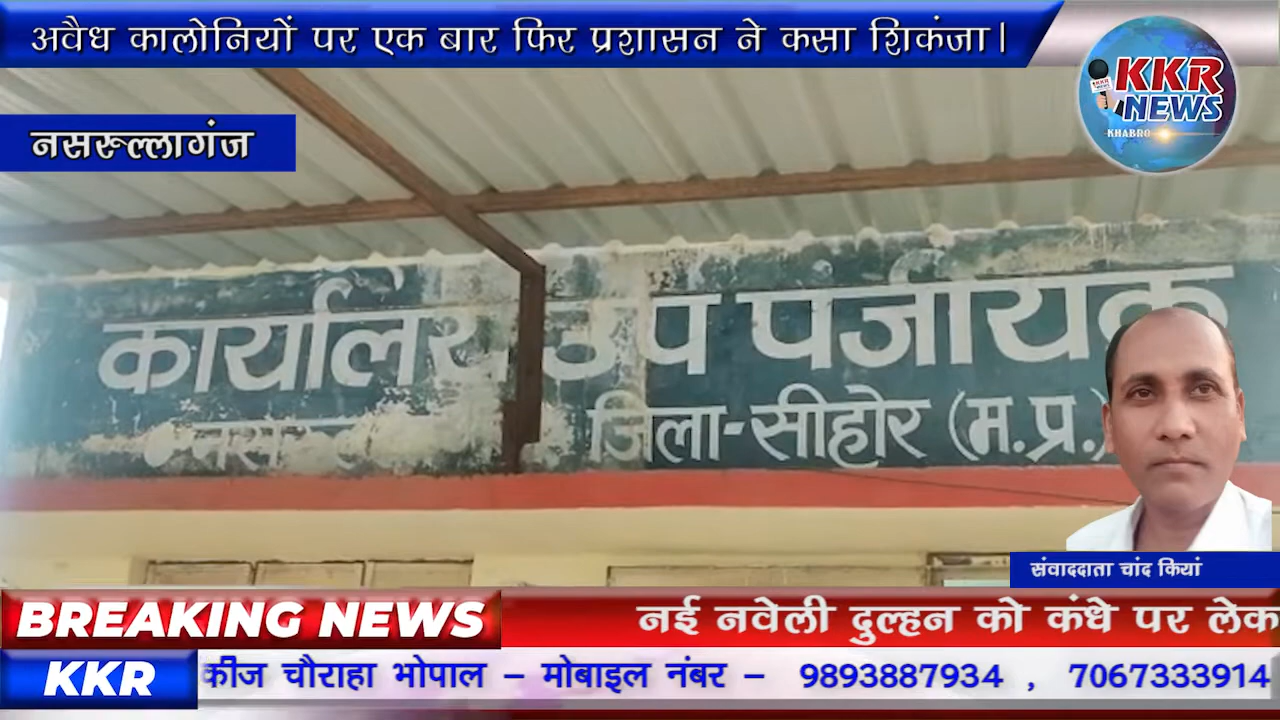 अवैध कालोनियों पर एक बार फिर प्रशासन ने कसा शिकंजा।
KKR
NEWS
KHABRO
नसरूल्लागंज
कार्यालय उप पंजीयक
जिला-सीहोर (म.प्र.)
संवाददाता चांद कियां
BREAKING NEWS
नई नवेली दुल्हन को कंधे पर लेक
KKR
कीज चौराहा भोपाल – मोबाइल नंबर – 9893887934 , 7067333914